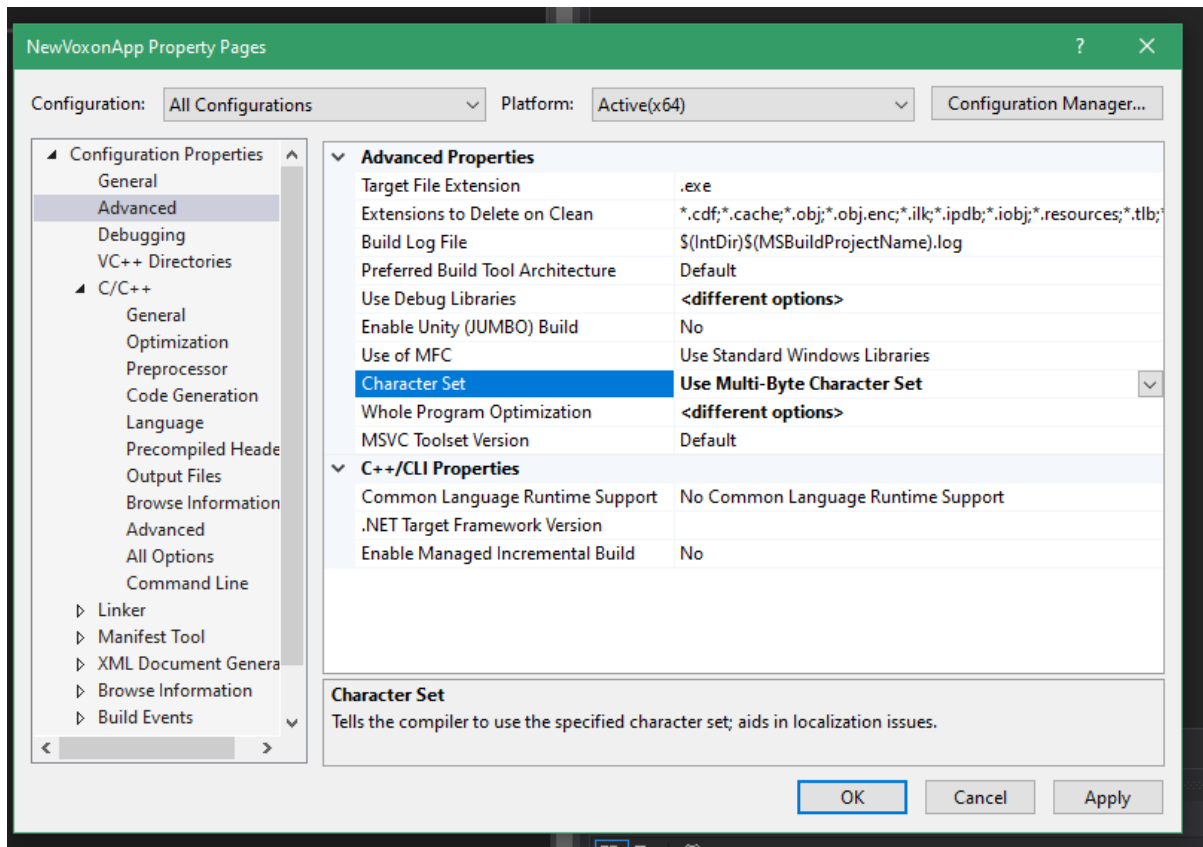 NewVoxonApp Property Pages
Configuration: All Configurations Platform: Active(x64) Configuration Manager...
Configuration Properties
General
Advanced
Debugging
VC++ Directories
C/C++
General
Optimization
Preprocessor
Code Generation
Language
Precompiled Heade
Output Files
Browse Information
Advanced
All Options
Command Line
Linker
Manifest Tool
XML Document Genera
Browse Information
Build Events
Advanced Properties
Target File Extension .exe
Extensions to Delete on Clean *.cdf;*.cache;*.obj;*.obj.enc;*.ilk;*.ipdb;*.iobj;*.resources;*.tlb;*
Build Log File $(IntDir)$(MSBuildProjectName).log
Preferred Build Tool Architecture Default
Use Debug Libraries <different options>
Enable Unity (JUMBO) Build No
Use of MFC Use Standard Windows Libraries
Character Set Use Multi-Byte Character Set
Whole Program Optimization <different options>
MSVC Toolset Version Default
C++/CLI Properties
Common Language Runtime Support No Common Language Runtime Support
.NET Target Framework Version
Enable Managed Incremental Build No
Character Set
Tells the compiler to use the specified character set; aids in localization issues.
OK Cancel Apply